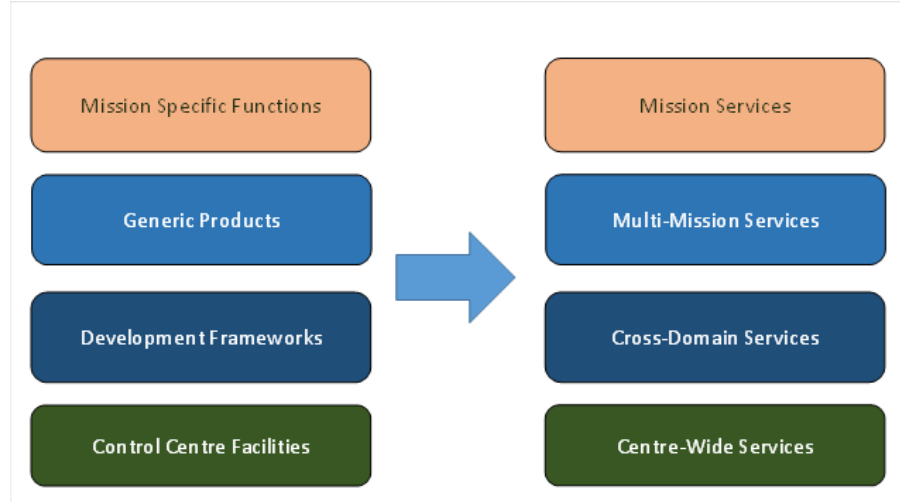 Mission Specific Functions
Mission Services
Generic Products
Multi-Mission Services
Development Frameworks
Cross-Domain Services
Control Centre Facilities
Centre-Wide Services